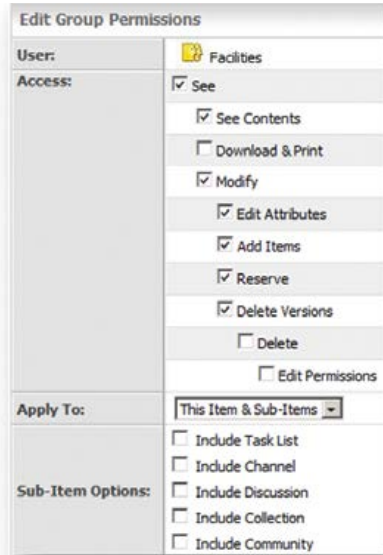 Edit Group Permissions
User: Facilities
Access: See
See Contents
Download & Print
Modify
Edit Attributes
Add Items
Reserve
Delete Versions
Delete
Edit Permissions
Apply To: This Item & Sub-Items
Include Task List
Include Channel
Sub-Item Options: Include Discussion
Include Collection
Include Community